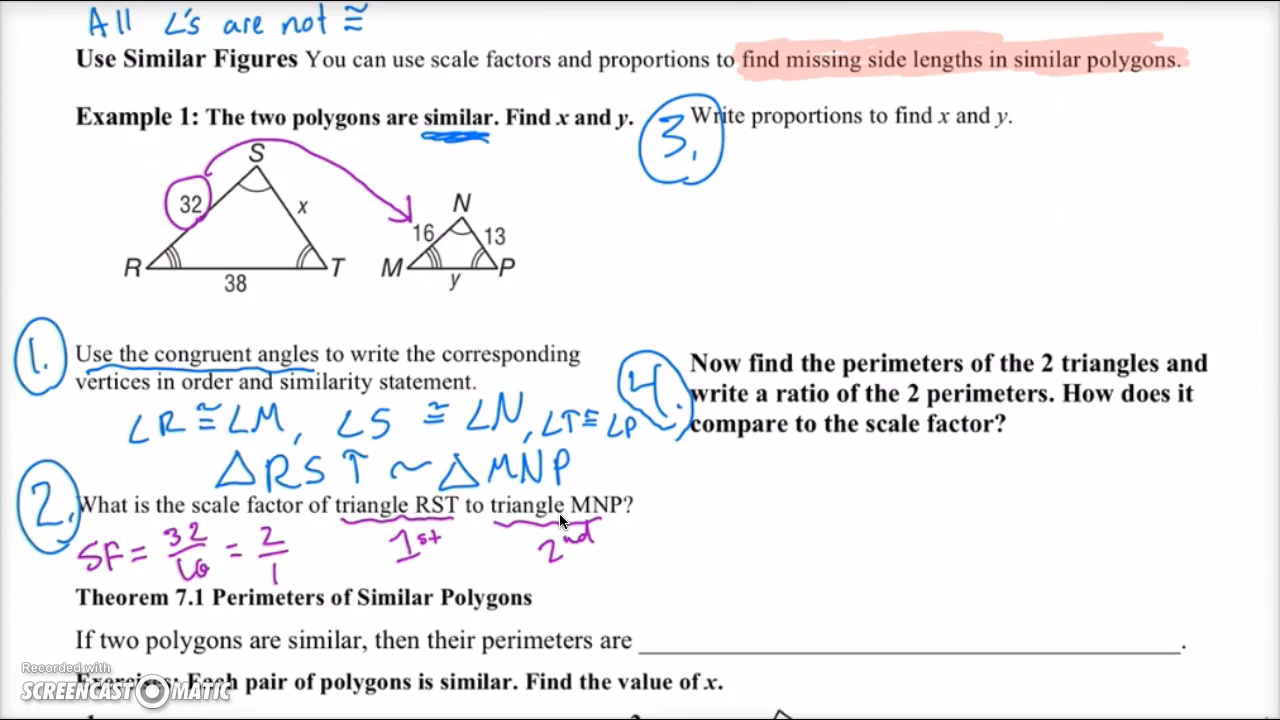 All ∠'s are not ≅
Use Similar Figures You can use scale factors and proportions to find missing side lengths in similar polygons.
Example 1: The two polygons are similar. Find x and y.
S
32
x
R
T
38
N
16
13
M
P
y
1.
Use the congruent angles to write the corresponding
vertices in order and similarity statement.
∠R ≅ ∠M, ∠S ≅ ∠N, ∠T ≅ ∠P
△RST ~ △MNP
2.
What is the scale factor of triangle RST to triangle MNP?
SF = 32/16 = 2/1
1st
2nd
3.
Write proportions to find x and y.
4.
Now find the perimeters of the 2 triangles and
write a ratio of the 2 perimeters. How does it
compare to the scale factor?
Theorem 7.1 Perimeters of Similar Polygons
If two polygons are similar, then their perimeters are ______.
Recorded with
SCREENCAST-O-MATIC
Exercises: Each pair of polygons is similar. Find the value of x.